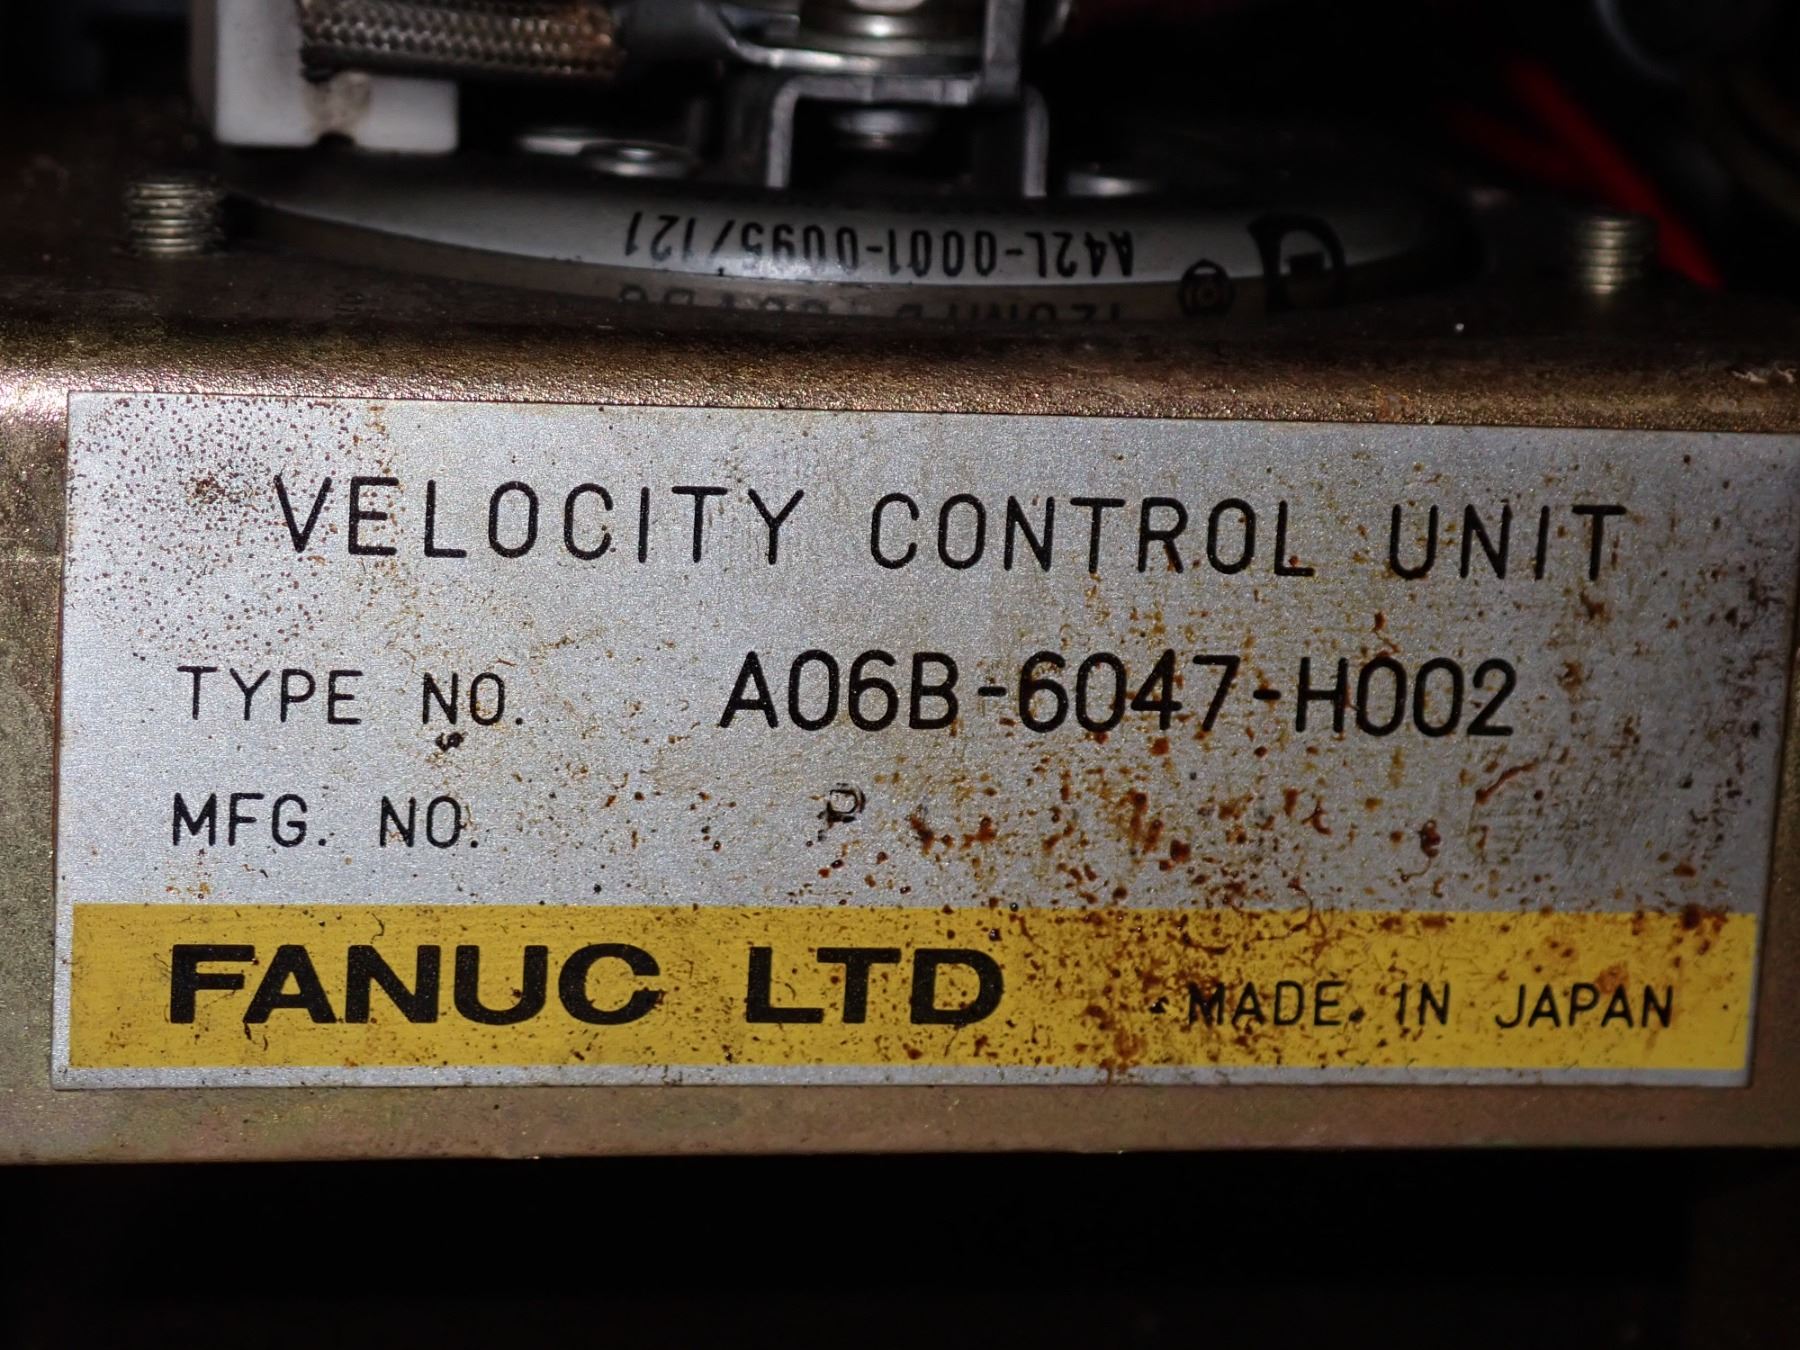 A42L-0001-0095/121
VELOCITY CONTROL UNIT
TYPE NO. A06B-6047-H002
MFG. NO.
FANUC LTD MADE IN JAPAN